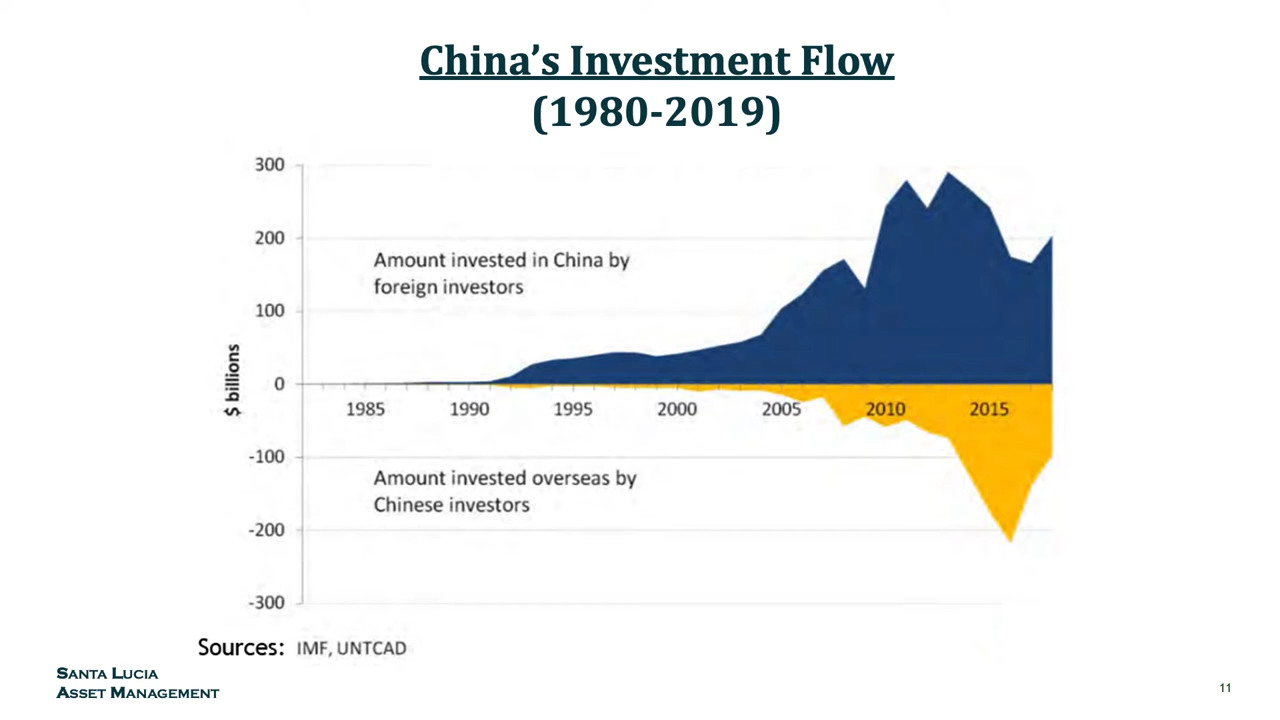 China’s Investment Flow
(1980-2019)
300
200
Amount invested in China by
foreign investors
100
$ billions
0
1985 1990 1995 2000 2005 2010 2015
-100
Amount invested overseas by
Chinese investors
-200
-300
Sources: IMF, UNTCAD
SANTA LUCIA
ASSET MANAGEMENT
11